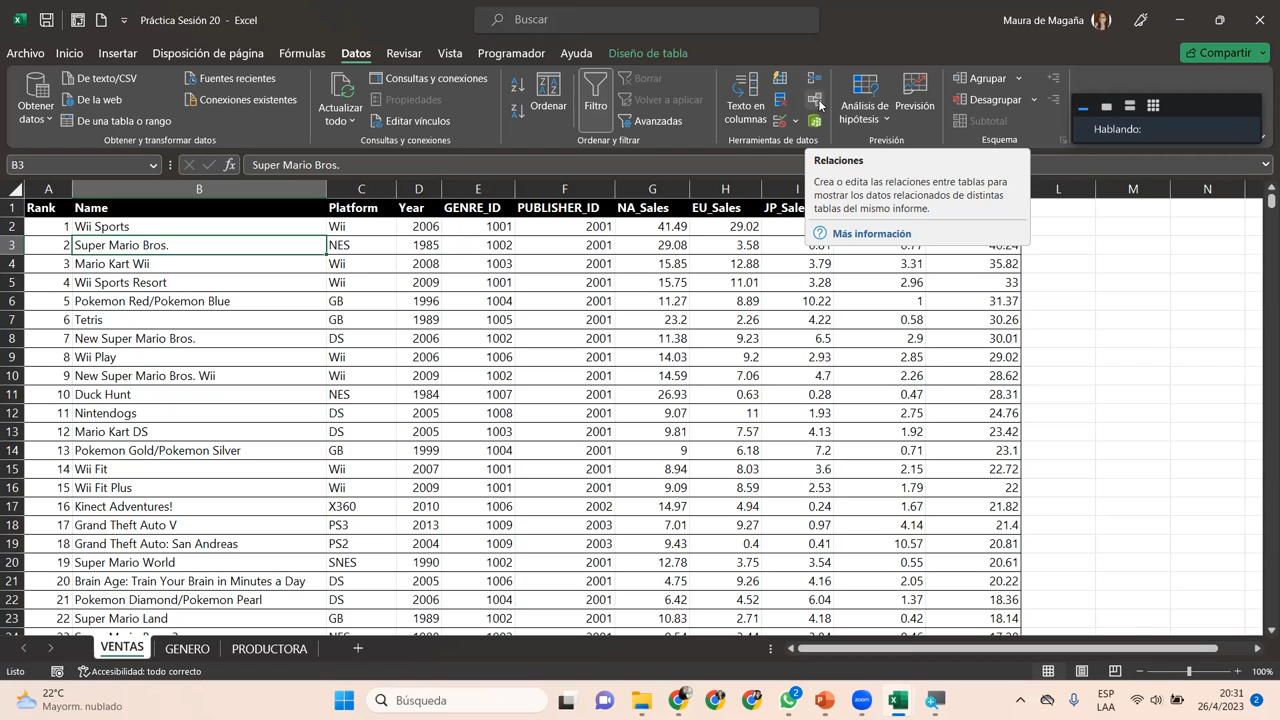 Práctica Sesión 20 - Excel
Buscar
Maura de Magaña
Archivo Inicio Insertar Disposición de página Fórmulas Datos Revisar Vista Programador Ayuda Diseño de tabla
Compartir
Obtener datos
De texto/CSV
De la web
De una tabla o rango
Fuentes recientes
Conexiones existentes
Obtener y transformar datos
Actualizar todo
Consultas y conexiones
Propiedades
Editar vínculos
Consultas y conexiones
Ordenar
Filtro
Borrar
Volver a aplicar
Avanzadas
Ordenar y filtrar
Texto en columnas
Herramientas de datos
Análisis de hipótesis
Previsión
Previsión
Agrupar
Desagrupar
Subtotal
Esquema
Hablando:
B3
fx
Super Mario Bros.
Relaciones
Crea o edita las relaciones entre tablas para
mostrar los datos relacionados de distintas
tablas del mismo informe.
Más información
A B C D E F G H I L M N
1 Rank Name Platform Year GENRE_ID PUBLISHER_ID NA_Sales EU_Sales
2 1 Wii Sports Wii 2006 1001 2001 41.49 29.02
3 2 Super Mario Bros. NES 1985 1002 2001 29.08 3.58
4 3 Mario Kart Wii Wii 2008 1003 2001 15.85 12.88 3.79 3.31 35.82
5 4 Wii Sports Resort Wii 2009 1001 2001 15.75 11.01 3.28 2.96 33
6 5 Pokemon Red/Pokemon Blue GB 1996 1004 2001 11.27 8.89 10.22 1 31.37
7 6 Tetris GB 1989 1005 2001 23.2 2.26 4.22 0.58 30.26
8 7 New Super Mario Bros. DS 2006 1002 2001 11.38 9.23 6.5 2.9 30.01
9 8 Wii Play Wii 2006 1006 2001 14.03 9.2 2.93 2.85 29.02
10 9 New Super Mario Bros. Wii Wii 2009 1002 2001 14.59 7.06 4.7 2.26 28.62
11 10 Duck Hunt NES 1984 1007 2001 26.93 0.63 0.28 0.47 28.31
12 11 Nintendogs DS 2005 1008 2001 9.07 11 1.93 2.75 24.76
13 12 Mario Kart DS DS 2005 1003 2001 9.81 7.57 4.13 1.92 23.42
14 13 Pokemon Gold/Pokemon Silver GB 1999 1004 2001 9 6.18 7.2 0.71 23.1
15 14 Wii Fit Wii 2007 1001 2001 8.94 8.03 3.6 2.15 22.72
16 15 Wii Fit Plus Wii 2009 1001 2001 9.09 8.59 2.53 1.79 22
17 16 Kinect Adventures! X360 2010 1006 2002 14.97 4.94 0.24 1.67 21.82
18 17 Grand Theft Auto V PS3 2013 1009 2003 7.01 9.27 0.97 4.14 21.4
19 18 Grand Theft Auto: San Andreas PS2 2004 1009 2003 9.43 0.4 0.41 10.57 20.81
20 19 Super Mario World SNES 1990 1002 2001 12.78 3.75 3.54 0.55 20.61
21 20 Brain Age: Train Your Brain in Minutes a Day DS 2005 1006 2001 4.75 9.26 4.16 2.05 20.22
22 21 Pokemon Diamond/Pokemon Pearl DS 2006 1004 2001 6.42 4.52 6.04 1.37 18.36
23 22 Super Mario Land GB 1989 1002 2001 10.83 2.71 4.18 0.42 18.14
VENTAS GENERO PRODUCTORA
Listo
Accesibilidad: todo correcto
100%
22°C
Mayorm. nublado
Búsqueda
2
zoom
ESP
LAA
20:31
26/4/2023
2